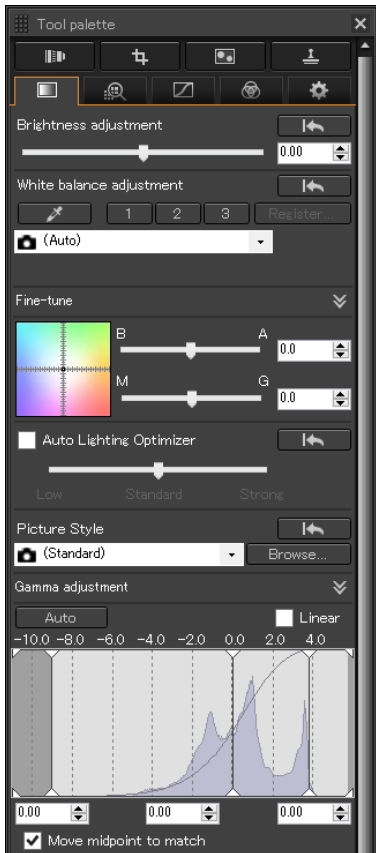 Tool palette
Brightness adjustment
0.00
White balance adjustment
1 2 3 Register...
(Auto)
Fine-tune
B A
0.0
M G
0.0
Auto Lighting Optimizer
Low Standard Strong
Picture Style
(Standard) Browse...
Gamma adjustment
Auto Linear
-10.0 -8.0 -6.0 -4.0 -2.0 0.0 2.0 4.0
0.00 0.00 0.00
Move midpoint to match